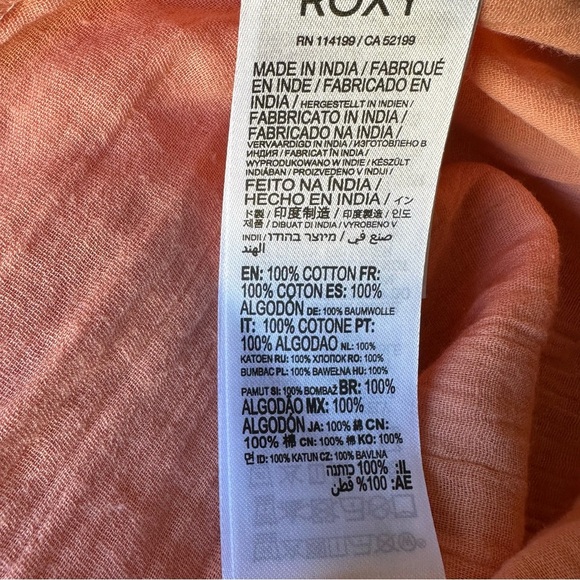 ROXY
RN 114199 / CA 52199
MADE IN INDIA / FABRIQUÉ
EN INDE / FABRICADO EN
INDIA / HERGESTELLT IN INDIEN /
FABBRICATO IN INDIA /
FABRICADO NA INDIA /
VERVAARDIGD IN INDIA / ИЗГОТОВЛЕНО В
ИНДИЯ / FABRICAT ÎN INDIA /
WYPRODUKOWANO W INDIE / KÉSZÜLT
INDIÁBAN / PROIZVEDENO V INDIJI /
FEITO NA ÍNDIA /
HECHO EN INDIA / イン
ド製 / 印度制造 / 印度製造 / 인도
제품 / DIBUAT DI INDIA / VYROBENO V
INDII / מיוצר בהודו / صنع في
الهند
EN: 100% COTTON FR:
100% COTON ES: 100%
ALGODÓN DE: 100% BAUMWOLLE
IT: 100% COTONE PT:
100% ALGODAO NL: 100%
KATOEN RU: 100% ХЛОПОК RO: 100%
BUMBAC PL: 100% BAWEŁNA HU: 100%
PAMUT SI: 100% BOMBAŽ BR: 100%
ALGODÃO MX: 100%
ALGODÓN JA: 100% 綿 CN:
100% 棉 CN: 100% 棉 KO: 100%
면 ID: 100% KATUN CZ: 100% BAVLNA
IL: 100% כותנה
AE: 100% قطن